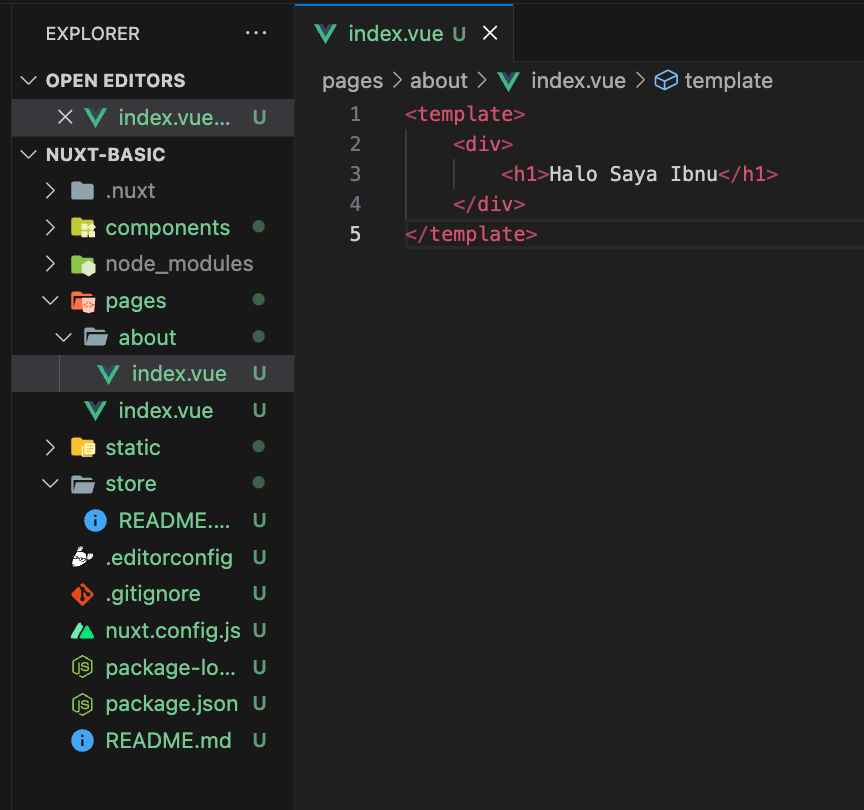 EXPLORER ...
OPEN EDITORS
index.vue... U
NUXT-BASIC
.nuxt
components
node_modules
pages
about
index.vue U
index.vue U
static
store
README.... U
.editorconfig U
.gitignore U
nuxt.config.js U
package-lo... U
package.json U
README.md U
index.vue U
pages > about > index.vue > template
1 <template>
2 <div>
3 <h1>Halo Saya Ibnu</h1>
4 </div>
5 </template>